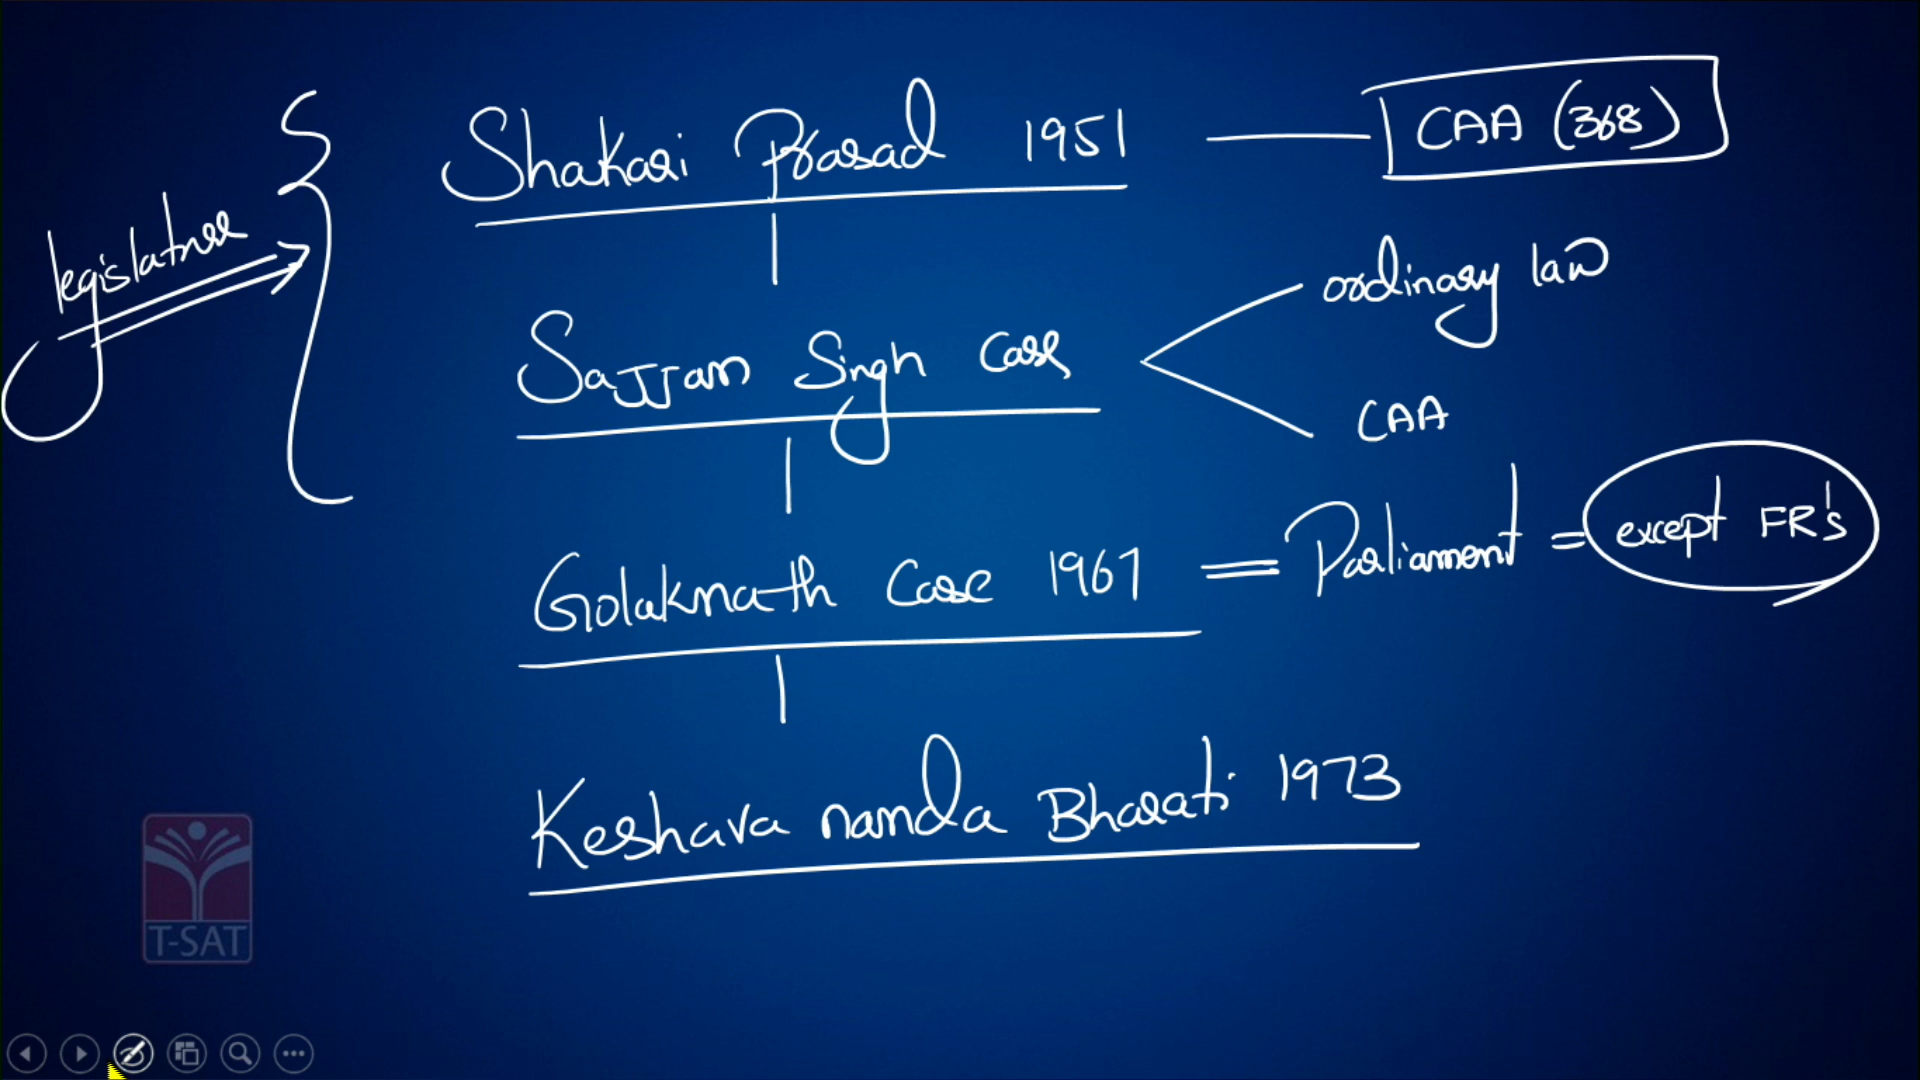 Shakari Prasad 1951 CAA (368)
legislature
ordinary law
Sajjan Singh Case
CAA
Golaknath Case 1967 = Parliament = except FR's
Keshava nanda Bharati 1973
T-SAT